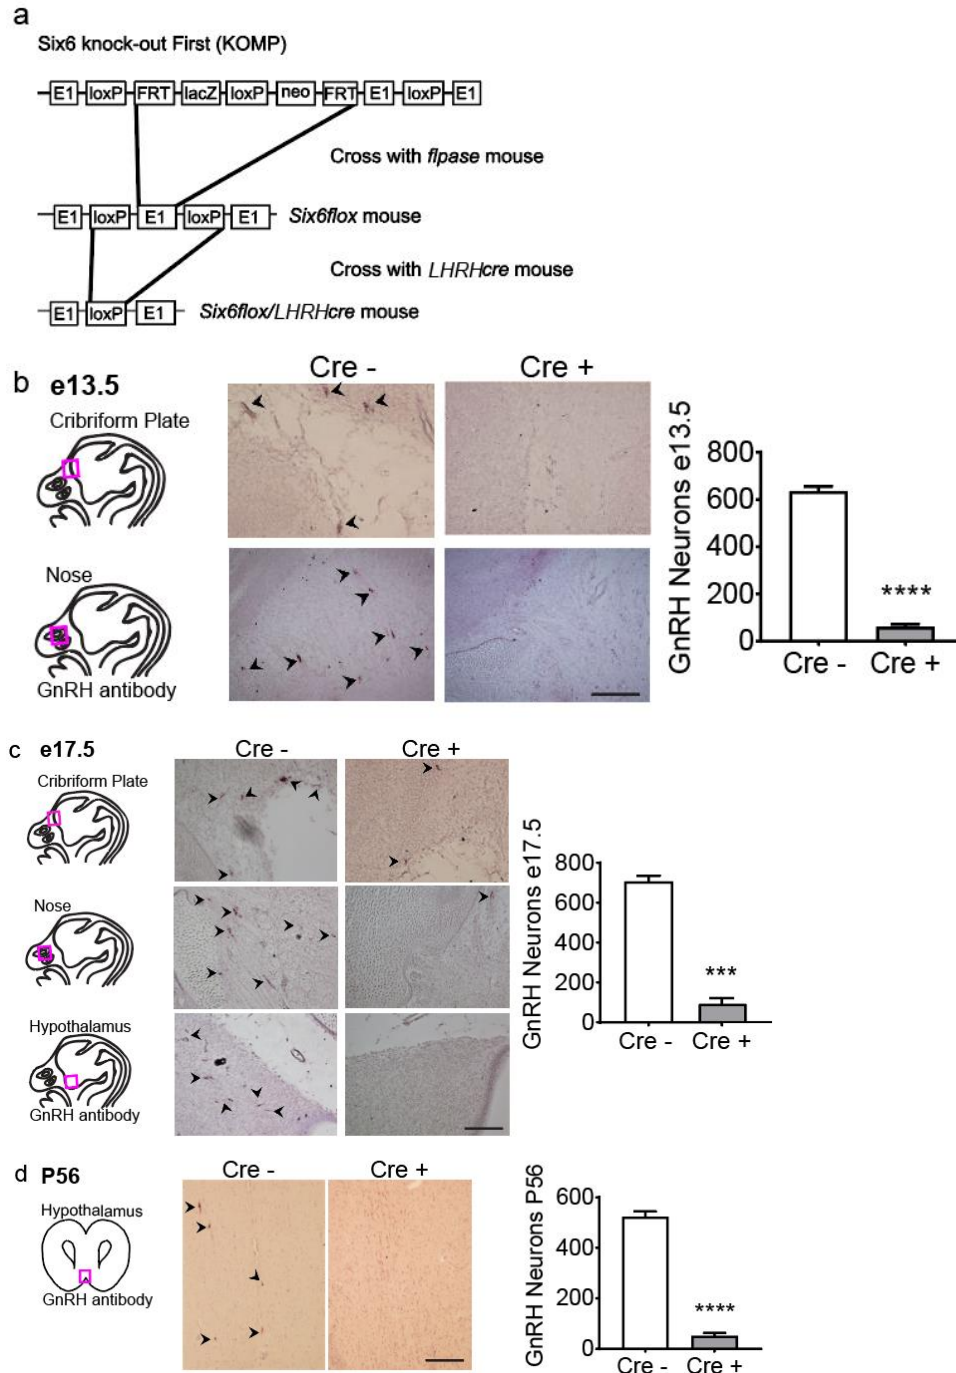 a
Six6 knock-out First (KOMP)
E1 loxP FRT lacZ loxP neo FRT E1 loxP E1
Cross with flpase mouse
E1 loxP E1 loxP E1 Six6flox mouse
Cross with LHRHcre mouse
E1 loxP E1 Six6flox/LHRHcre mouse
b e13.5
Cribriform Plate
Nose
GnRH antibody
Cre - Cre +
GnRH Neurons e13.5
800
600
400
200
0
****
Cre - Cre +
c e17.5
Cribriform Plate
Nose
Hypothalamus
GnRH antibody
Cre - Cre +
GnRH Neurons e17.5
800
600
400
200
0
***
Cre - Cre +
d P56
Hypothalamus
GnRH antibody
Cre - Cre +
GnRH Neurons P56
600
400
200
0
****
Cre - Cre +